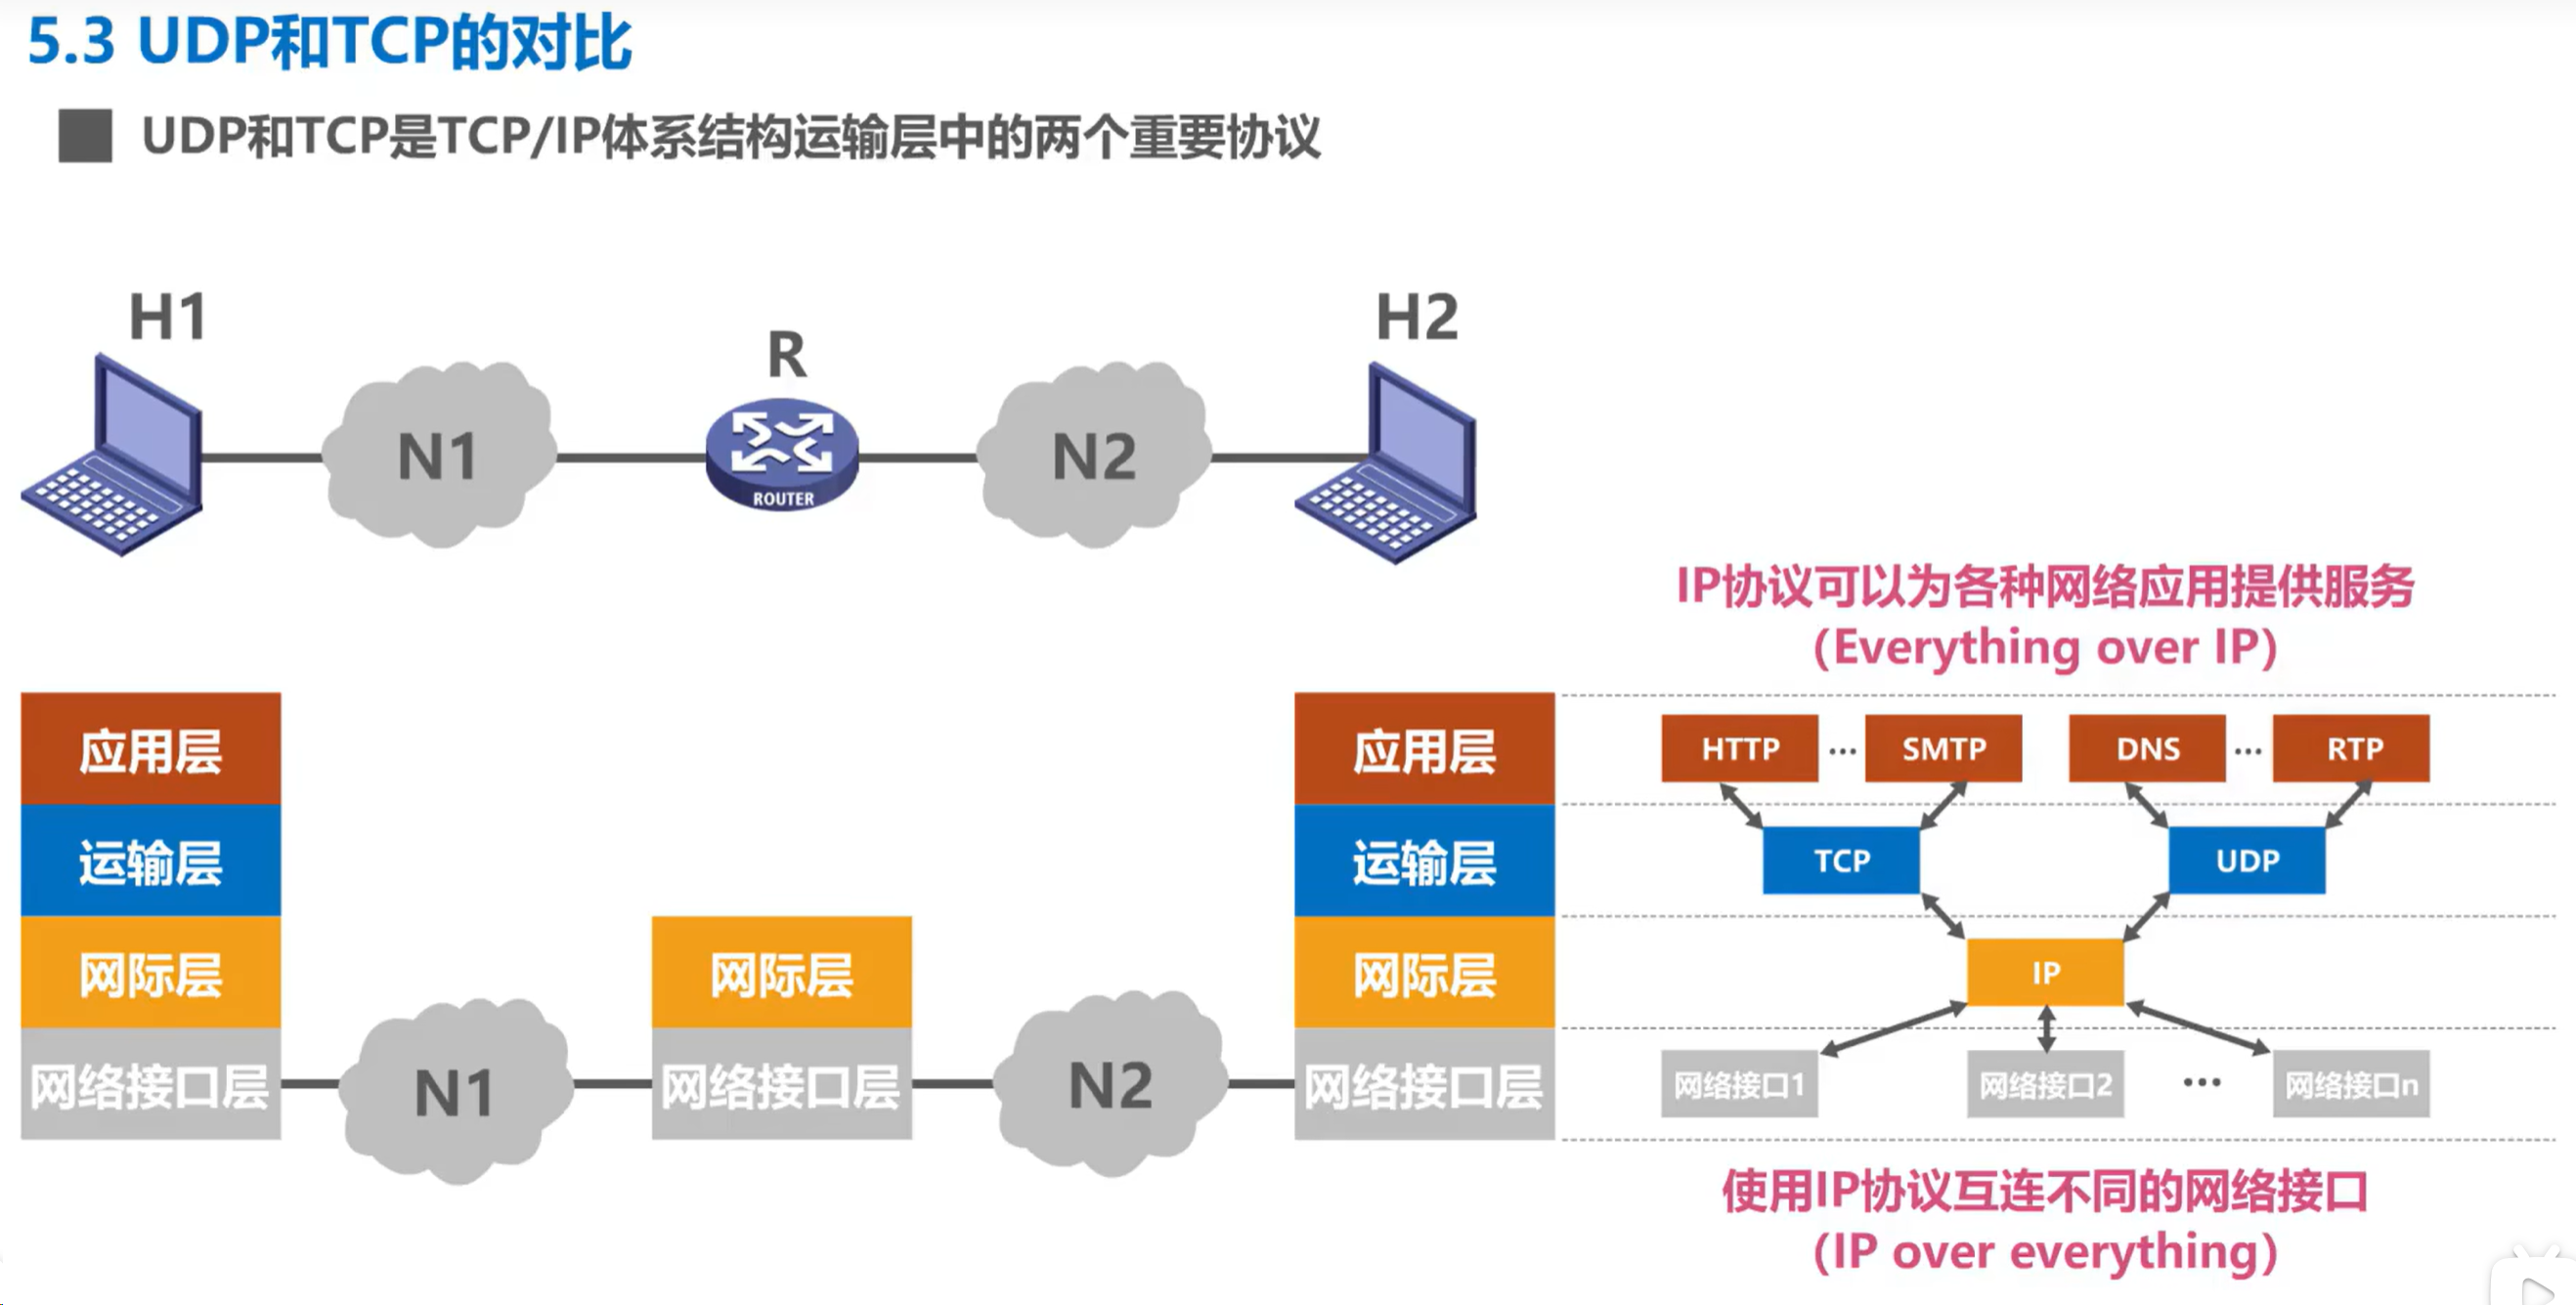 5.3 UDP和TCP的对比
UDP和TCP是TCP/IP体系结构运输层中的两个重要协议
H1
R
H2
N1
ROUTER
N2
IP协议可以为各种网络应用提供服务
(Everything over IP)
应用层
运输层
网际层
网络接口层
N1
网际层
网络接口层
N2
应用层
运输层
网际层
网络接口层
HTTP ... SMTP DNS ... RTP
TCP UDP
IP
网络接口1 网络接口2 ... 网络接口n
使用IP协议互连不同的网络接口
(IP over everything)